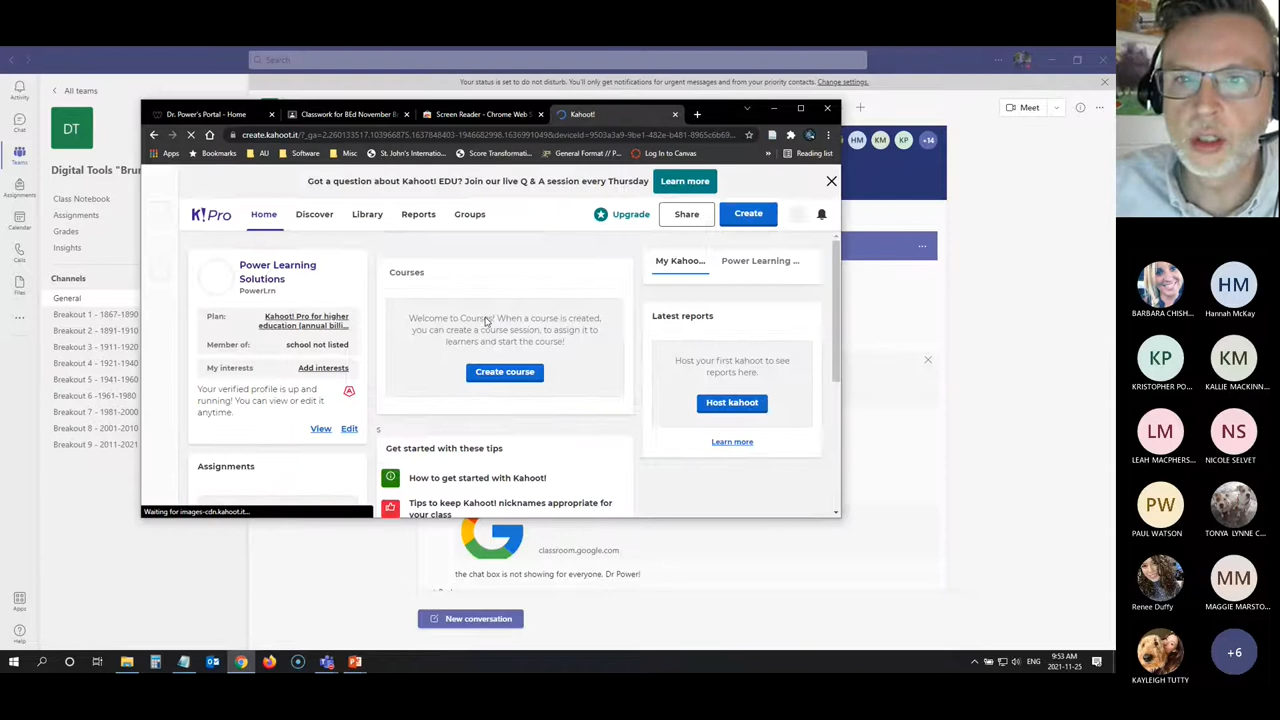 Search
Your status is set to do not disturb. You'll only get notifications for urgent messages and from your priority contacts. Change settings.
Activity
Chat
Teams
Assignments
Calendar
Calls
Files
Apps
Help
All teams
DT
Digital Tools "Brun
Class Notebook
Assignments
Grades
Insights
Channels
General
Breakout 1 - 1867-1890
Breakout 2 - 1891-1910
Breakout 3 - 1911-1920
Breakout 4 - 1921-1940
Breakout 5 - 1941-1960
Breakout 6 -1961-1980
Breakout 7 - 1981-2000
Breakout 8 - 2001-2010
Breakout 9 - 2011-2021
Meet
HM
KM
KP
+14
Dr. Power's Portal - Home
Classwork for BEd November B
Screen Reader - Chrome Web S
Kahoot!
Apps
Bookmarks
AU
Software
Misc
St. John's Internatio...
Score Transformati...
General Format // P...
Log In to Canvas
Reading list
Got a question about Kahoot! EDU? Join our live Q & A session every Thursday
Learn more
K!Pro
Home
Discover
Library
Reports
Groups
Upgrade
Share
Create
Power Learning
Solutions
PowerLrn
Plan:
Kahoot! Pro for higher
education (annual billi...
Member of:
school not listed
My interests
Add interests
Your verified profile is up and
running! You can view or edit it
anytime.
View
Edit
Assignments
Courses
Welcome to Courses! When a course is created,
you can create a course session, to assign it to
learners and start the course!
Create course
s
Get started with these tips
How to get started with Kahoot!
Tips to keep Kahoot! nicknames appropriate for
your class
My Kahoo...
Power Learning ...
Latest reports
Host your first kahoot to see
reports here.
Host kahoot
Learn more
Waiting for images-cdn.kahoot.it...
classroom.google.com
the chat box is not showing for everyone. Dr Power!
New conversation
ENG
9:53 AM
2021-11-25
BARBARA CHISH...
HM
Hannah McKay
KP
KRISTOPHER PO...
KM
KALLIE MACKINN...
LM
LEAH MACPHERS...
NS
NICOLE SELVET
PW
PAUL WATSON
TONYA LYNNE C...
Renee Duffy
MM
MAGGIE MARSTO...
KAYLEIGH TUTTY
+6